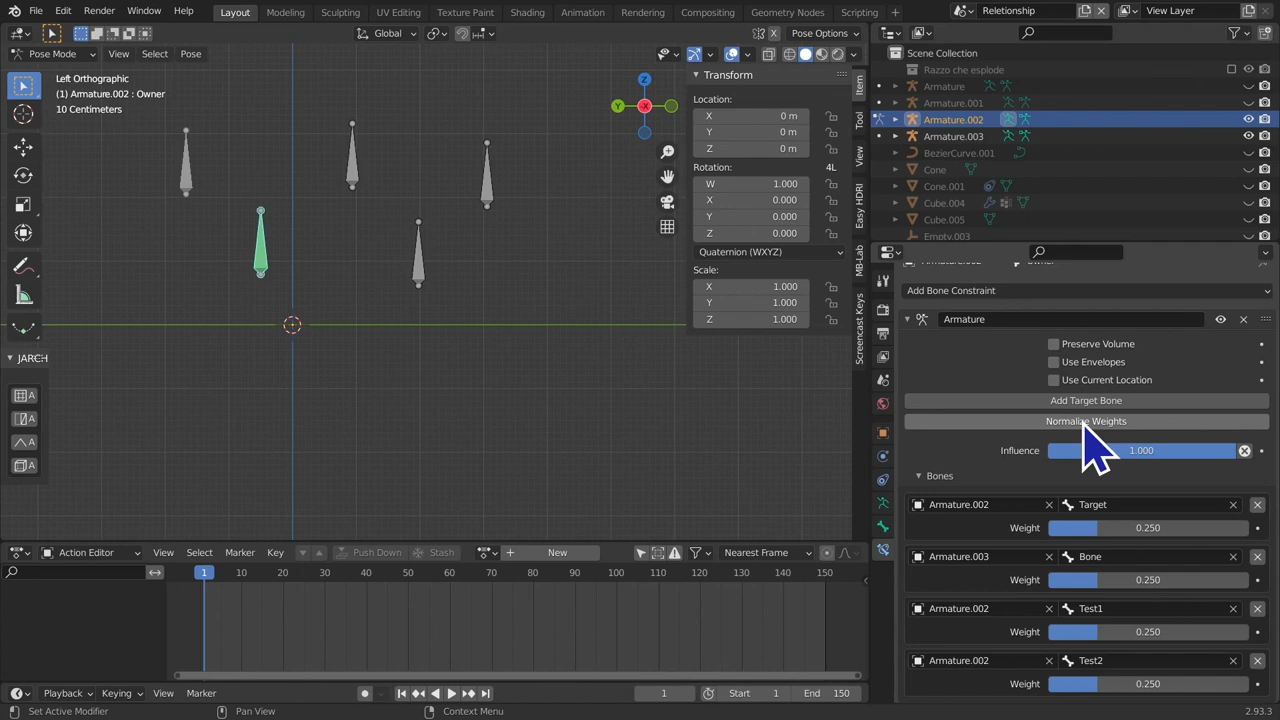 File Edit Render Window Help Layout Modeling Sculpting UV Editing Texture Paint Shading Animation Rendering Compositing Geometry Nodes Scripting + Relationship View Layer
Global Pose Options
Pose Mode View Select Pose
Left Orthographic
(1) Armature.002 : Owner
10 Centimeters
Z
Y
X
JARCH
A
A
A
A
Transform
Location:
X 0 m
Y 0 m
Z 0 m
Rotation: 4L
W 1.000
X 0.000
Y 0.000
Z 0.000
Quaternion (WXYZ)
Scale:
X 1.000
Y 1.000
Z 1.000
Item
Tool
View
Easy HDRI
MB-Lab
Screencast Keys
Scene Collection
Razzo che esplode
Armature
Armature.001
Armature.002
Armature.003
BezierCurve.001
Cone
Cone.001
Cube.004
Cube.005
Empty.003
Add Bone Constraint
Armature
Preserve Volume
Use Envelopes
Use Current Location
Add Target Bone
Normalize Weights
Influence 1.000
Bones
Armature.002 Target
Weight 0.250
Armature.003 Bone
Weight 0.250
Armature.002 Test1
Weight 0.250
Armature.002 Test2
Weight 0.250
Action Editor View Select Marker Key Push Down Stash + New Nearest Frame
1 10 20 30 40 50 60 70 80 90 100 110 120 130 140 150
Playback Keying View Marker 1 Start 1 End 150
Set Active Modifier Pan View Context Menu 2.93.3